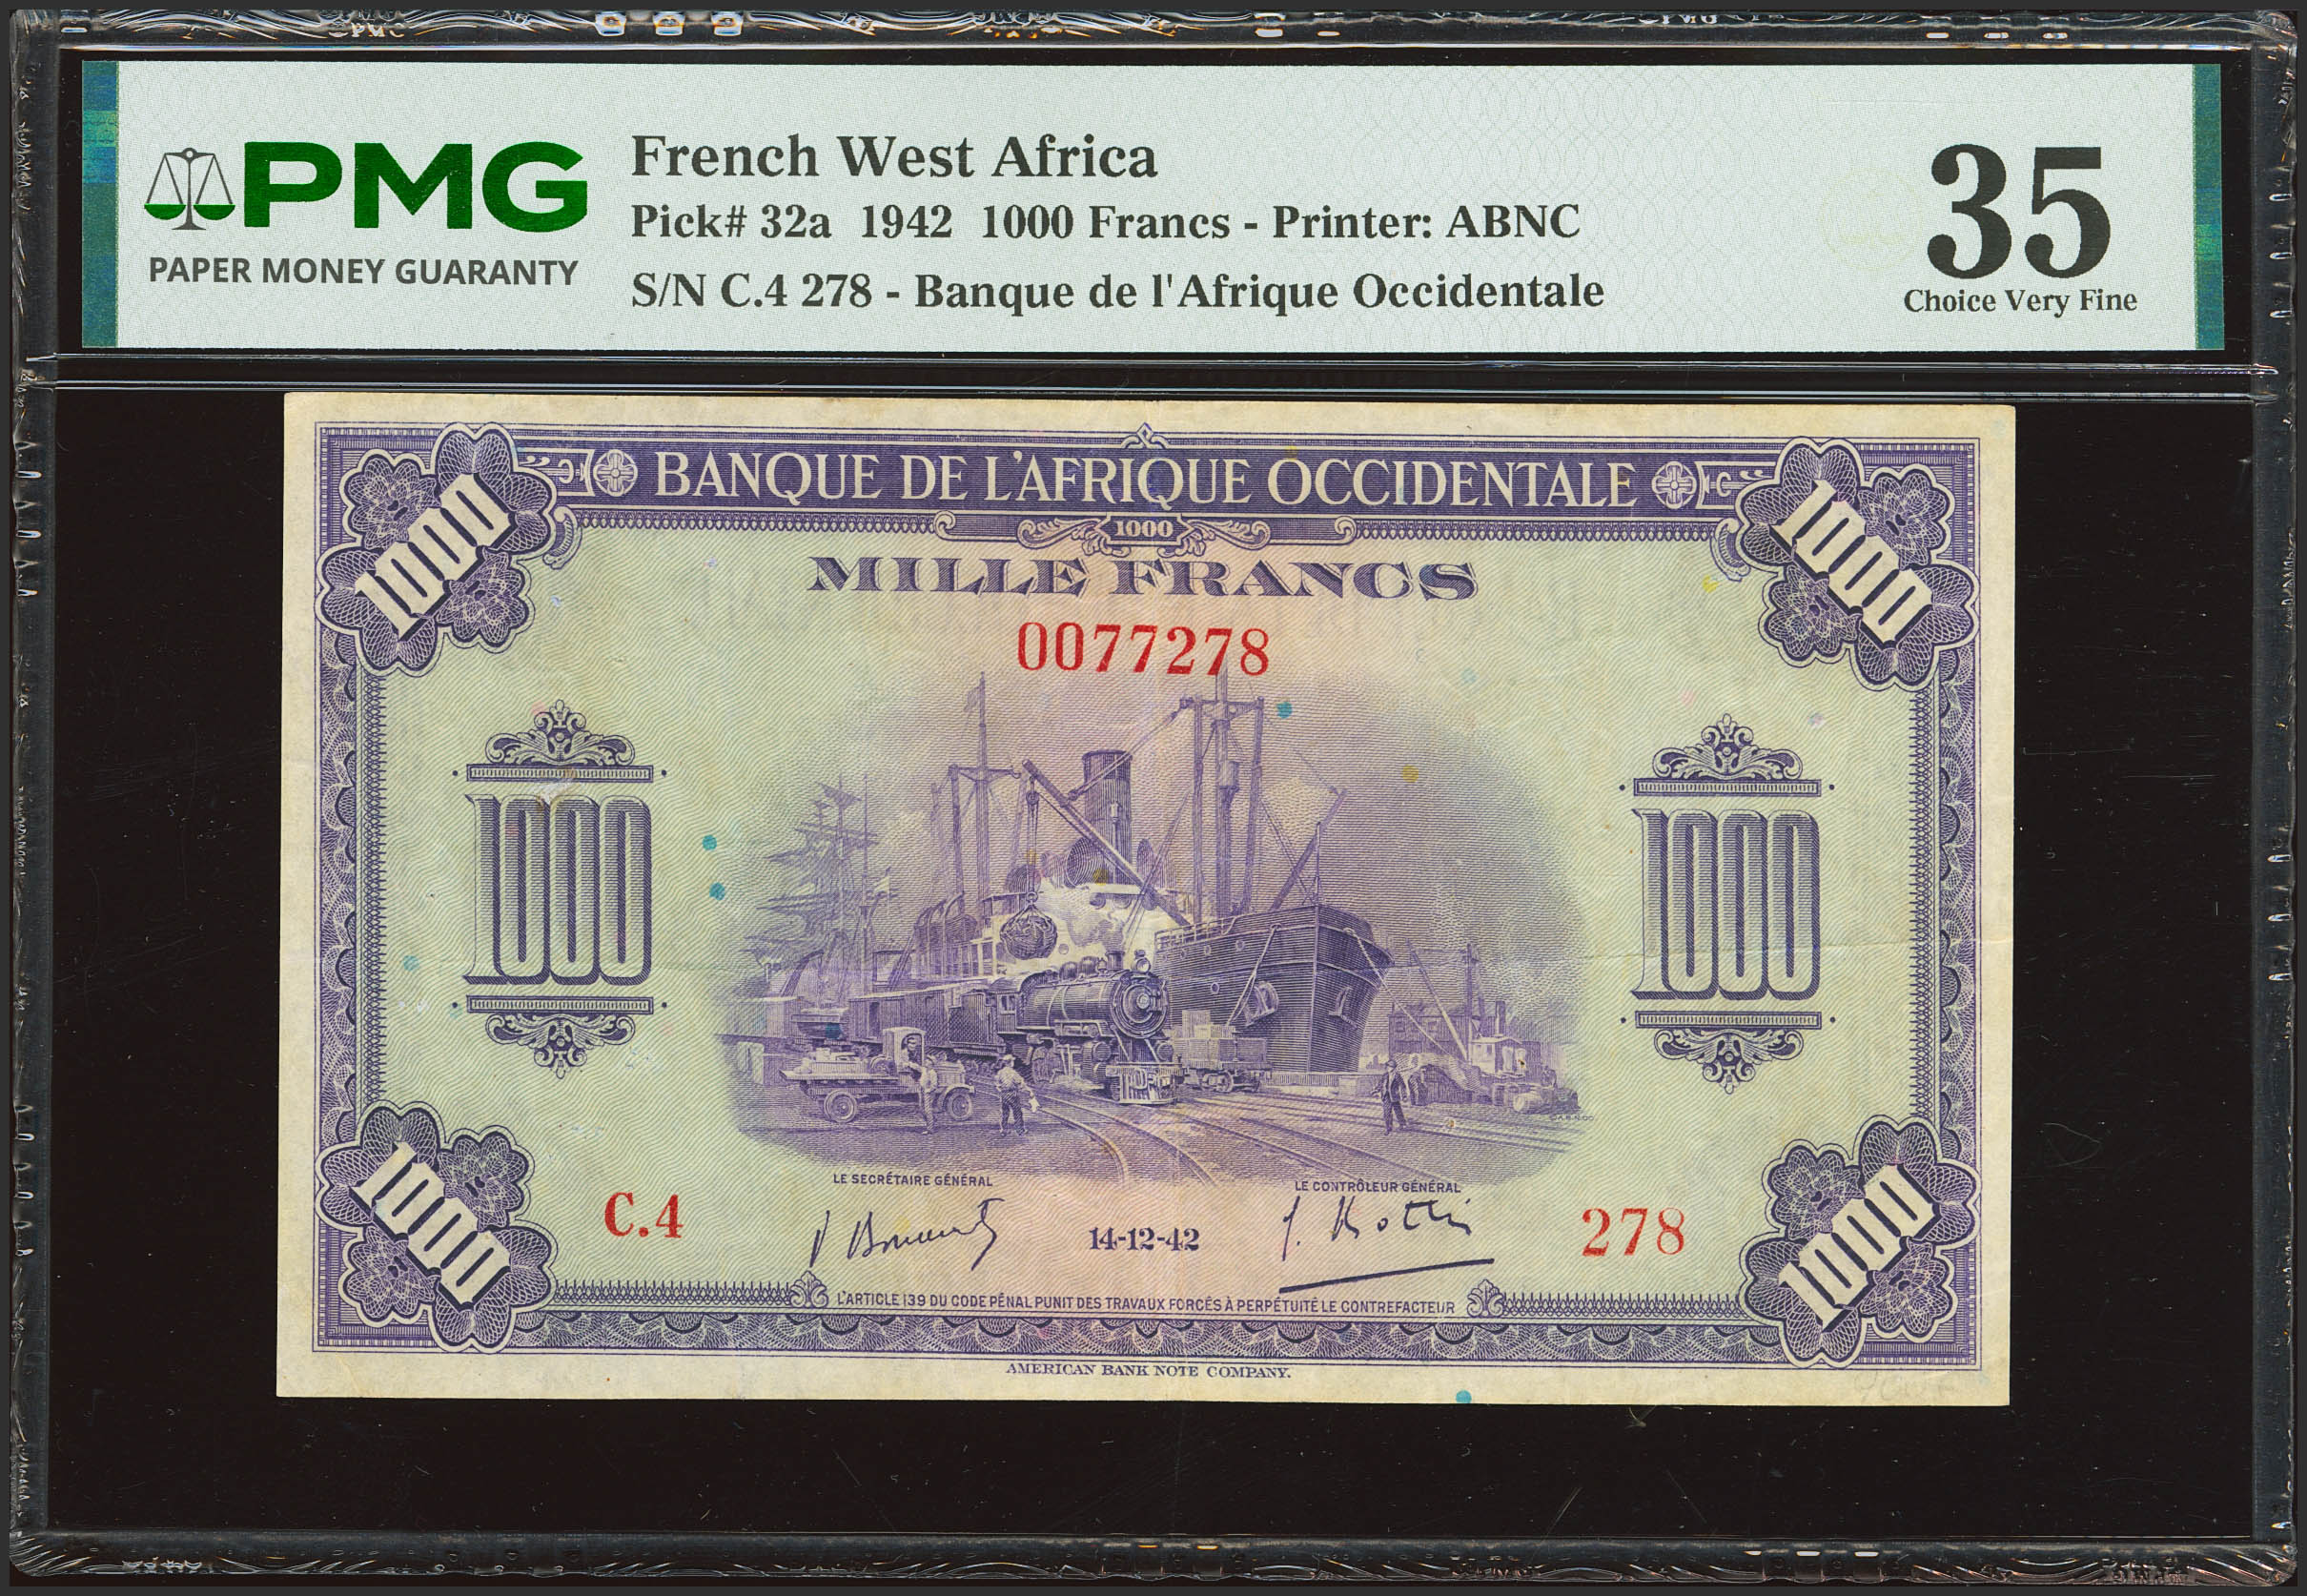 PMG
PAPER MONEY GUARANTY
French West Africa
Pick# 32a 1942 1000 Francs - Printer: ABNC
S/N C.4 278 - Banque de l'Afrique Occidentale
35
Choice Very Fine
BANQUE DE L'AFRIQUE OCCIDENTALE
1000
1000
1000
MILLE FRANCS
0077278
1000
1000
LE SECRÉTAIRE GÉNÉRAL
LE CONTRÔLEUR GÉNÉRAL
C.4
14-12-42
278
1000
1000
L'ARTICLE 139 DU CODE PÉNAL PUNIT DES TRAVAUX FORCÉS À PERPÉTUITÉ LE CONTREFACTEUR
AMERICAN BANK NOTE COMPANY.